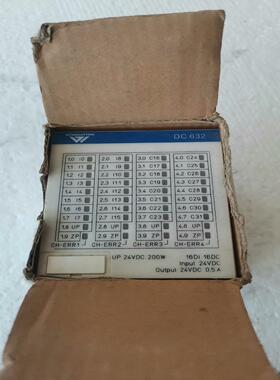 DC 632
1.0 I0 2.0 I8 3.0 C16 4.0 C24
1.1 I1 2.1 I9 3.1 C17 4.1 C25
1.2 I2 2.2 I10 3.2 C18 4.2 C26
1.3 I3 2.3 I11 3.3 C19 4.3 C27
1.4 I4 2.4 I12 3.4 C20 4.4 C28
1.5 I5 2.5 I13 3.5 C21 4.5 C29
1.6 I6 2.6 I14 3.6 C22 4.6 C30
1.7 I7 2.7 I15 3.7 C23 4.7 C31
1.8 UP 2.8 UP 3.8 UP 4.8 UP
1.9 ZP 2.9 ZP 3.9 ZP 4.9 ZP
CH-ERR1 CH-ERR2 CH-ERR3 CH-ERR4
UP 24VDC, 200W 16DI 16DC
Input 24VDC
Output 24VDC 0.5A